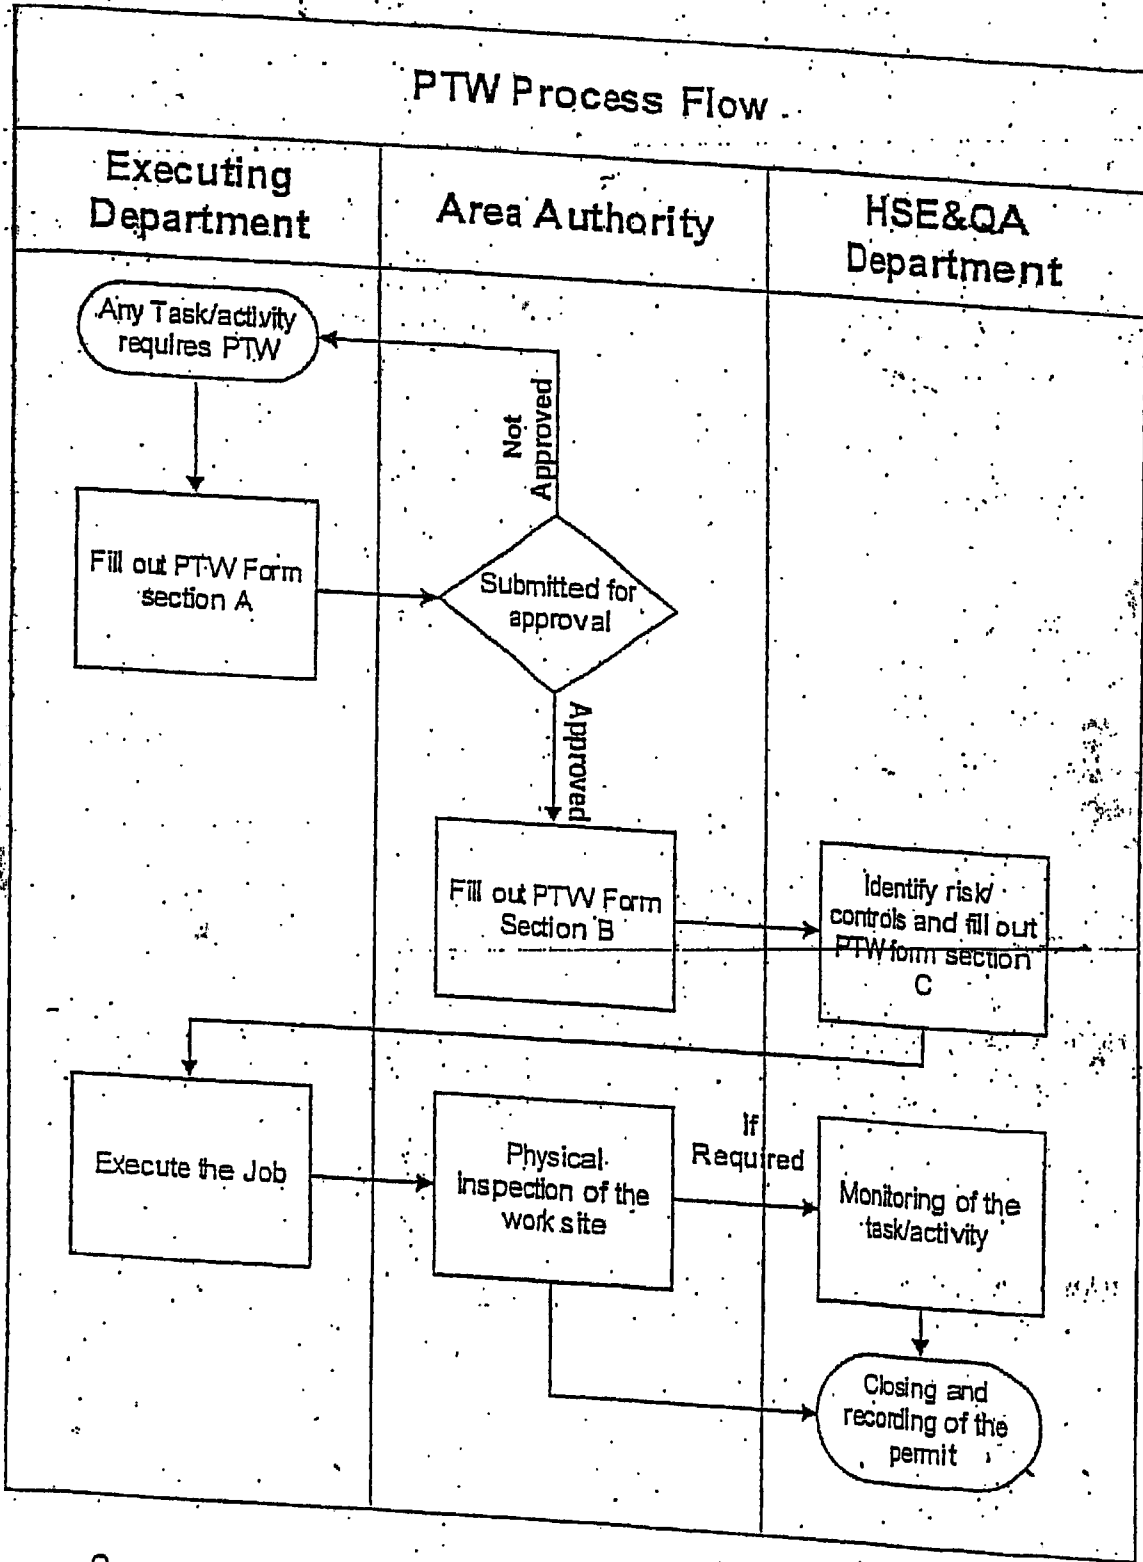 PTW Process Flow
Executing
Department
Area Authority
HSE&QA
Department
Any Task/activity
requires PTW
Not
Approved
Fill out PTW Form
section A
Submitted for
approval
Approved
Fill out PTW Form
Section B
Identify risk/
controls and fill out
PTW form section
C
Execute the Job
Physical
inspection of the
work site
If
Required
Monitoring of the
task/activity
Closing and
recording of the
permit